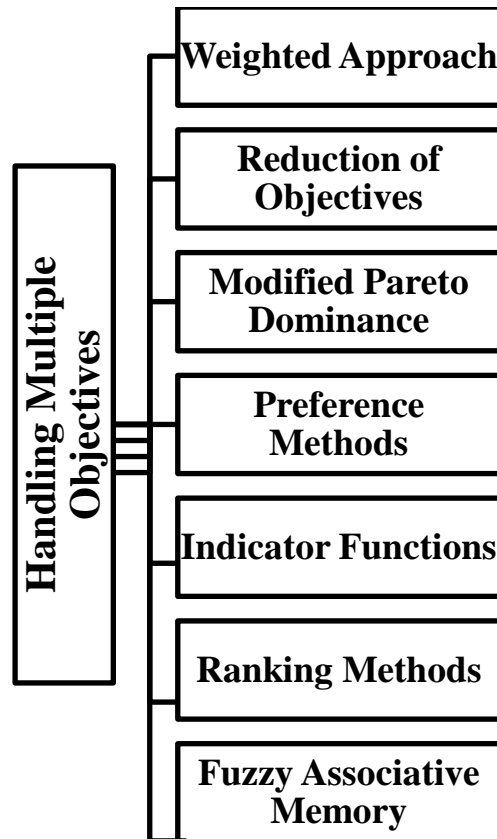 Handling Multiple
Objectives
Weighted Approach
Reduction of
Objectives
Modified Pareto
Dominance
Preference
Methods
Indicator Functions
Ranking Methods
Fuzzy Associative
Memory